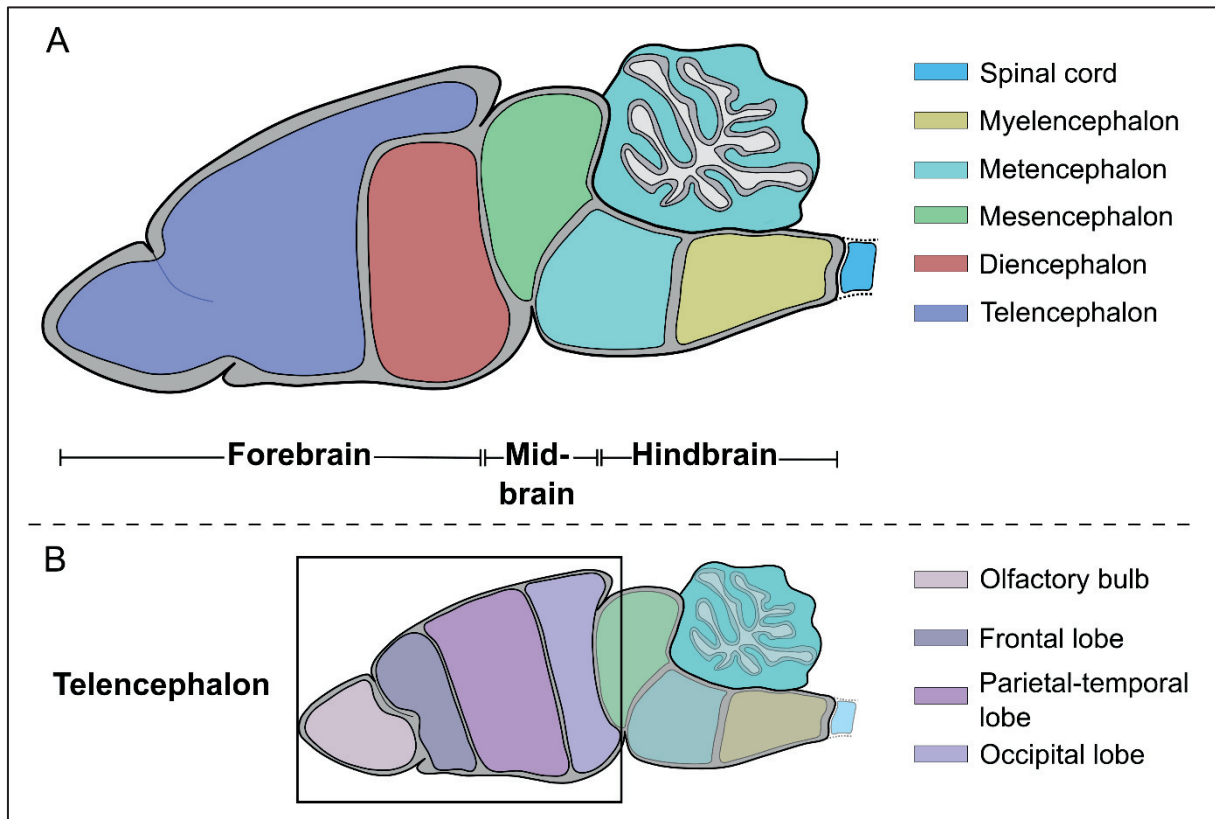 A
Spinal cord
Myelencephalon
Metencephalon
Mesencephalon
Diencephalon
Telencephalon
Forebrain
Mid-
brain
Hindbrain
B
Telencephalon
Olfactory bulb
Frontal lobe
Parietal-temporal
lobe
Occipital lobe